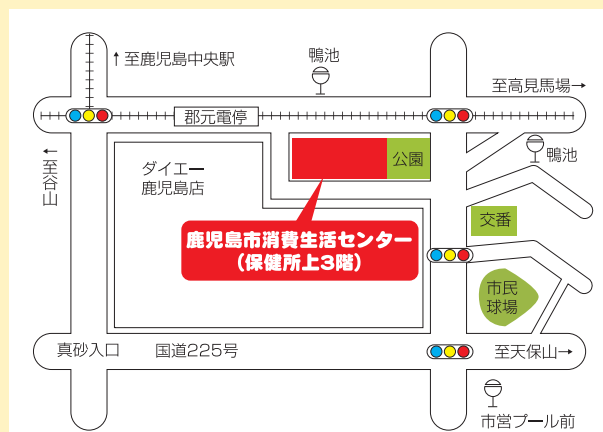 ↑至鹿児島中央駅
鴨池
至高見馬場→
郡元電停
←至谷山
ダイエー
鹿児島店
公園
鴨池
鹿児島市消費生活センター
（保健所上3階）
交番
市民
球場
真砂入口
国道225号
至天保山→
市営プール前